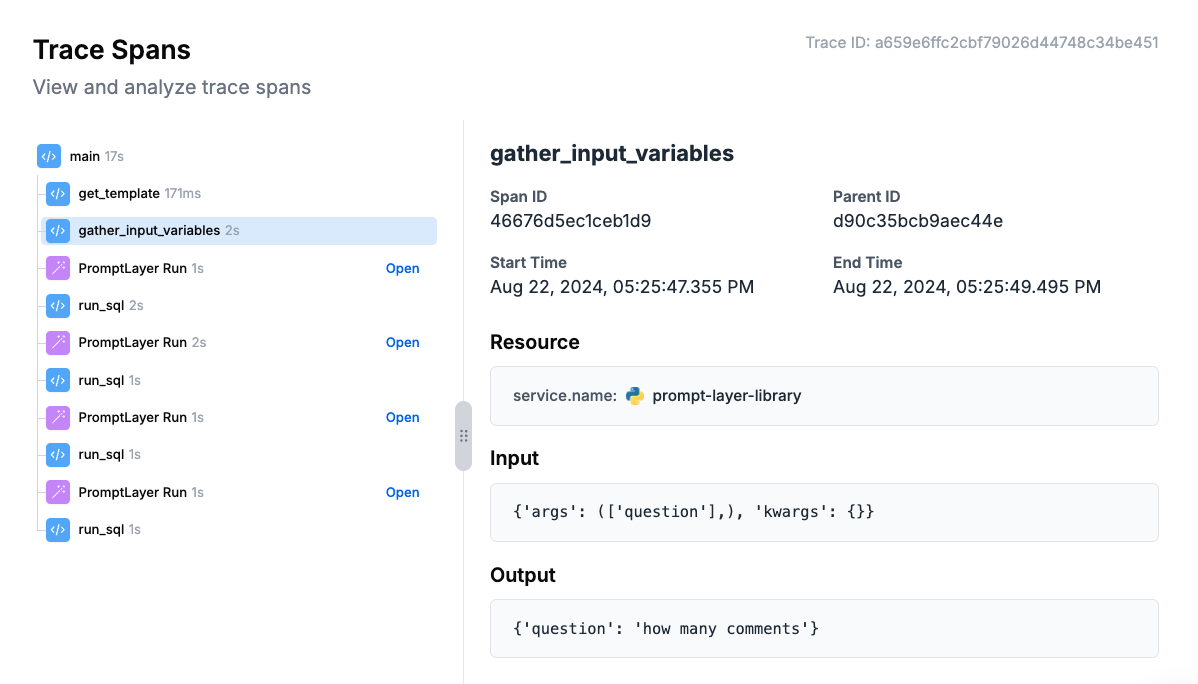 Trace Spans
Trace ID: a659e6ffc2cbf79026d44748c34be451
View and analyze trace spans
main 17s
get_template 171ms
gather_input_variables 2s
PromptLayer Run 1s Open
run_sql 2s
PromptLayer Run 2s Open
run_sql 1s
PromptLayer Run 1s Open
run_sql 1s
PromptLayer Run 1s Open
run_sql 1s
gather_input_variables
Span ID Parent ID
46676d5ec1ceb1d9 d90c35bcb9aec44e
Start Time End Time
Aug 22, 2024, 05:25:47.355 PM Aug 22, 2024, 05:25:49.495 PM
Resource
service.name: prompt-layer-library
Input
{'args': (['question'],), 'kwargs': {}}
Output
{'question': 'how many comments'}